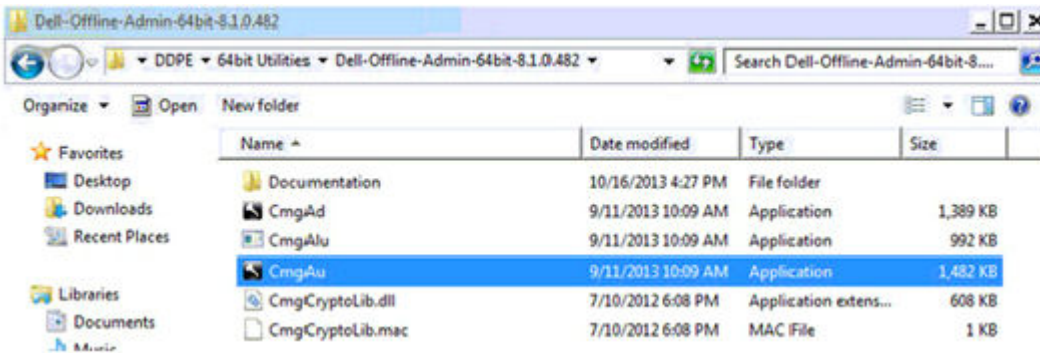 Dell-Offline-Admin-64bit-8.1.0.482
DDPE 64bit Utilities Dell-Offline-Admin-64bit-8.1.0.482 Search Dell-Offline-Admin-64bit-8....
Organize Open New folder
Favorites Name Date modified Type Size
Desktop Documentation 10/16/2013 4:27 PM File folder
Downloads CmgAd 9/11/2013 10:09 AM Application 1,389 KB
Recent Places CmgAlu 9/11/2013 10:09 AM Application 992 KB
CmgAu 9/11/2013 10:09 AM Application 1,482 KB
Libraries CmgCryptoLib.dll 7/10/2012 6:08 PM Application extens... 608 KB
Documents CmgCryptoLib.mac 7/10/2012 6:08 PM MAC File 1 KB
Music